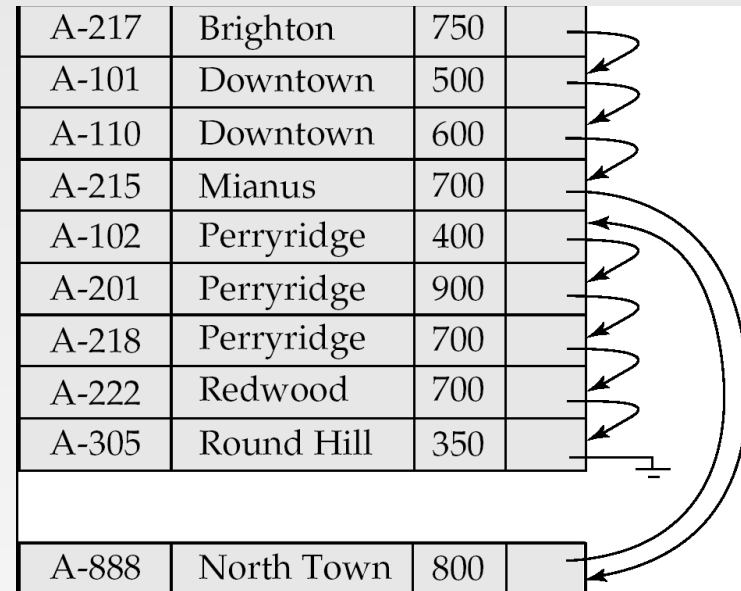 A-217 Brighton 750
A-101 Downtown 500
A-110 Downtown 600
A-215 Mianus 700
A-102 Perryridge 400
A-201 Perryridge 900
A-218 Perryridge 700
A-222 Redwood 700
A-305 Round Hill 350
A-888 North Town 800